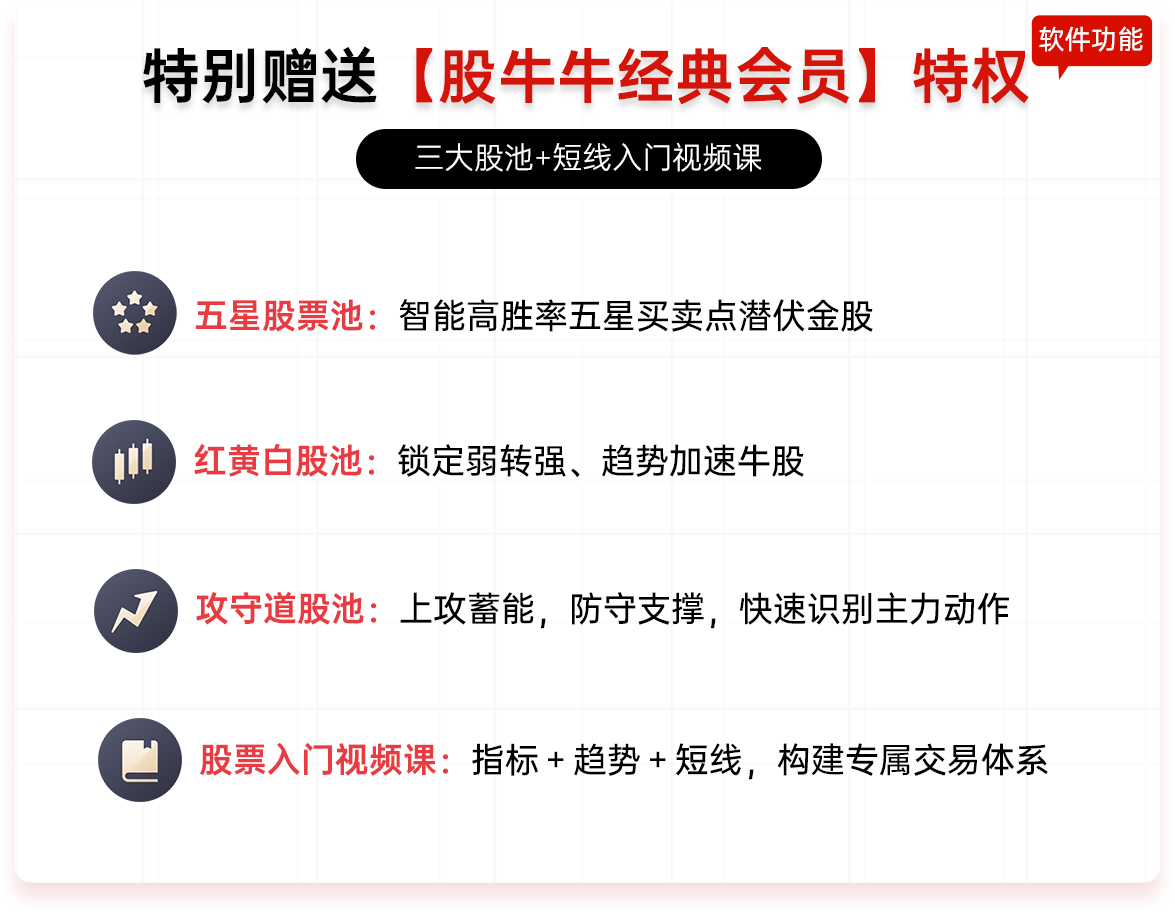 软件功能
特别赠送【股牛牛经典会员】特权
三大股池+短线入门视频课
五星股票池：智能高胜率五星买卖点潜伏金股
红黄白股池：锁定弱转强、趋势加速牛股
攻守道股池：上攻蓄能，防守支撑，快速识别主力动作
股票入门视频课：指标 + 趋势 + 短线，构建专属交易体系